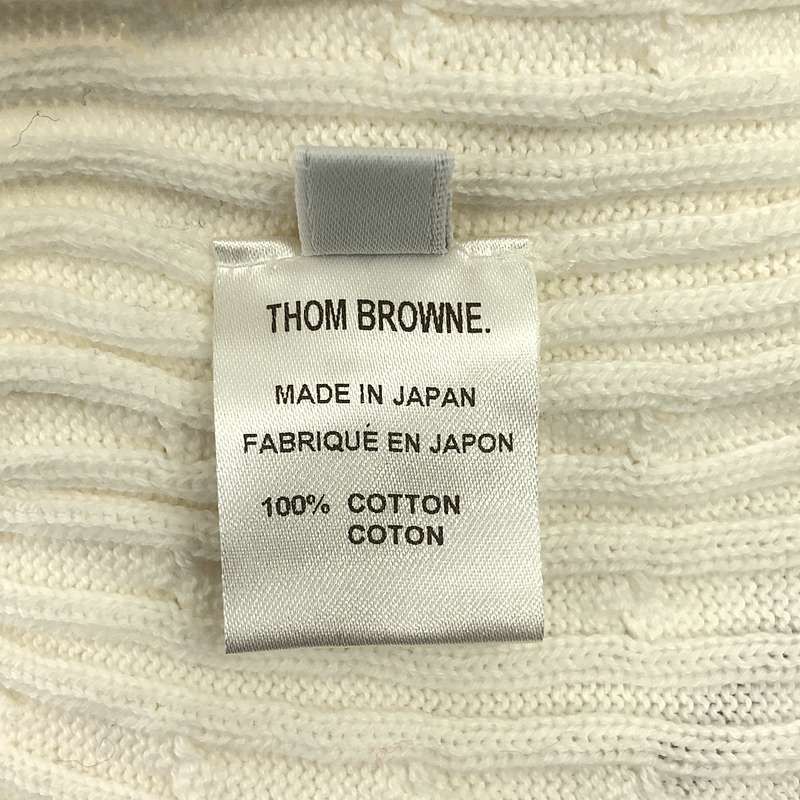 THOM BROWNE.
MADE IN JAPAN
FABRIQUÉ EN JAPON
100% COTTON
COTON